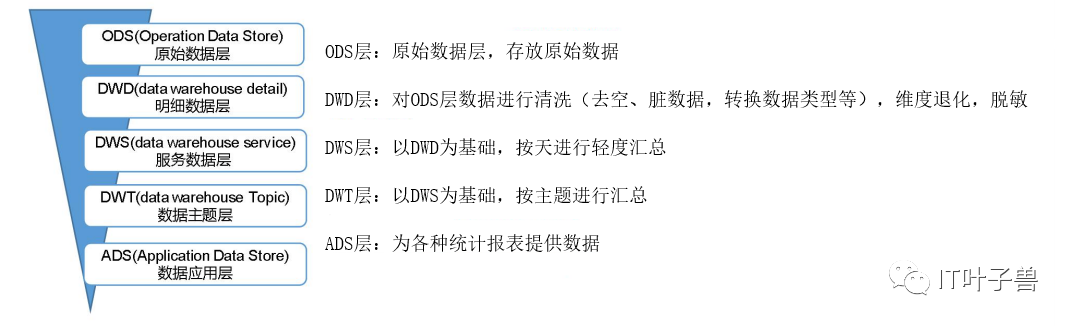 ODS(Operation Data Store)
原始数据层
ODS层：原始数据层，存放原始数据
DWD(data warehouse detail)
明细数据层
DWD层：对ODS层数据进行清洗（去空、脏数据，转换数据类型等），维度退化，脱敏
DWS(data warehouse service)
服务数据层
DWS层：以DWD为基础，按天进行轻度汇总
DWT(data warehouse Topic)
数据主题层
DWT层：以DWS为基础，按主题进行汇总
ADS(Application Data Store)
数据应用层
ADS层：为各种统计报表提供数据
IT叶子兽